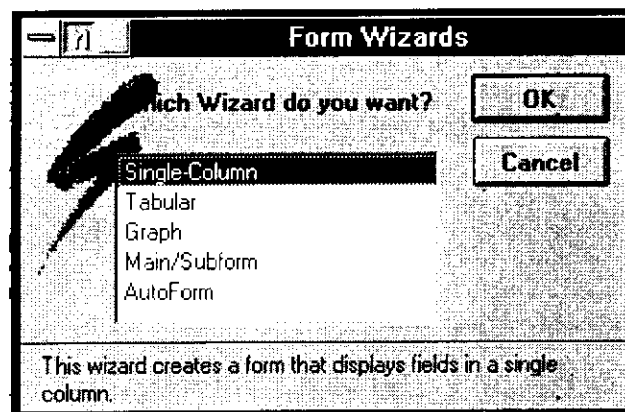 Form Wizards
Which Wizard do you want?
OK
Cancel
Single-Column
Tabular
Graph
Main/Subform
AutoForm
This wizard creates a form that displays fields in a single
column.